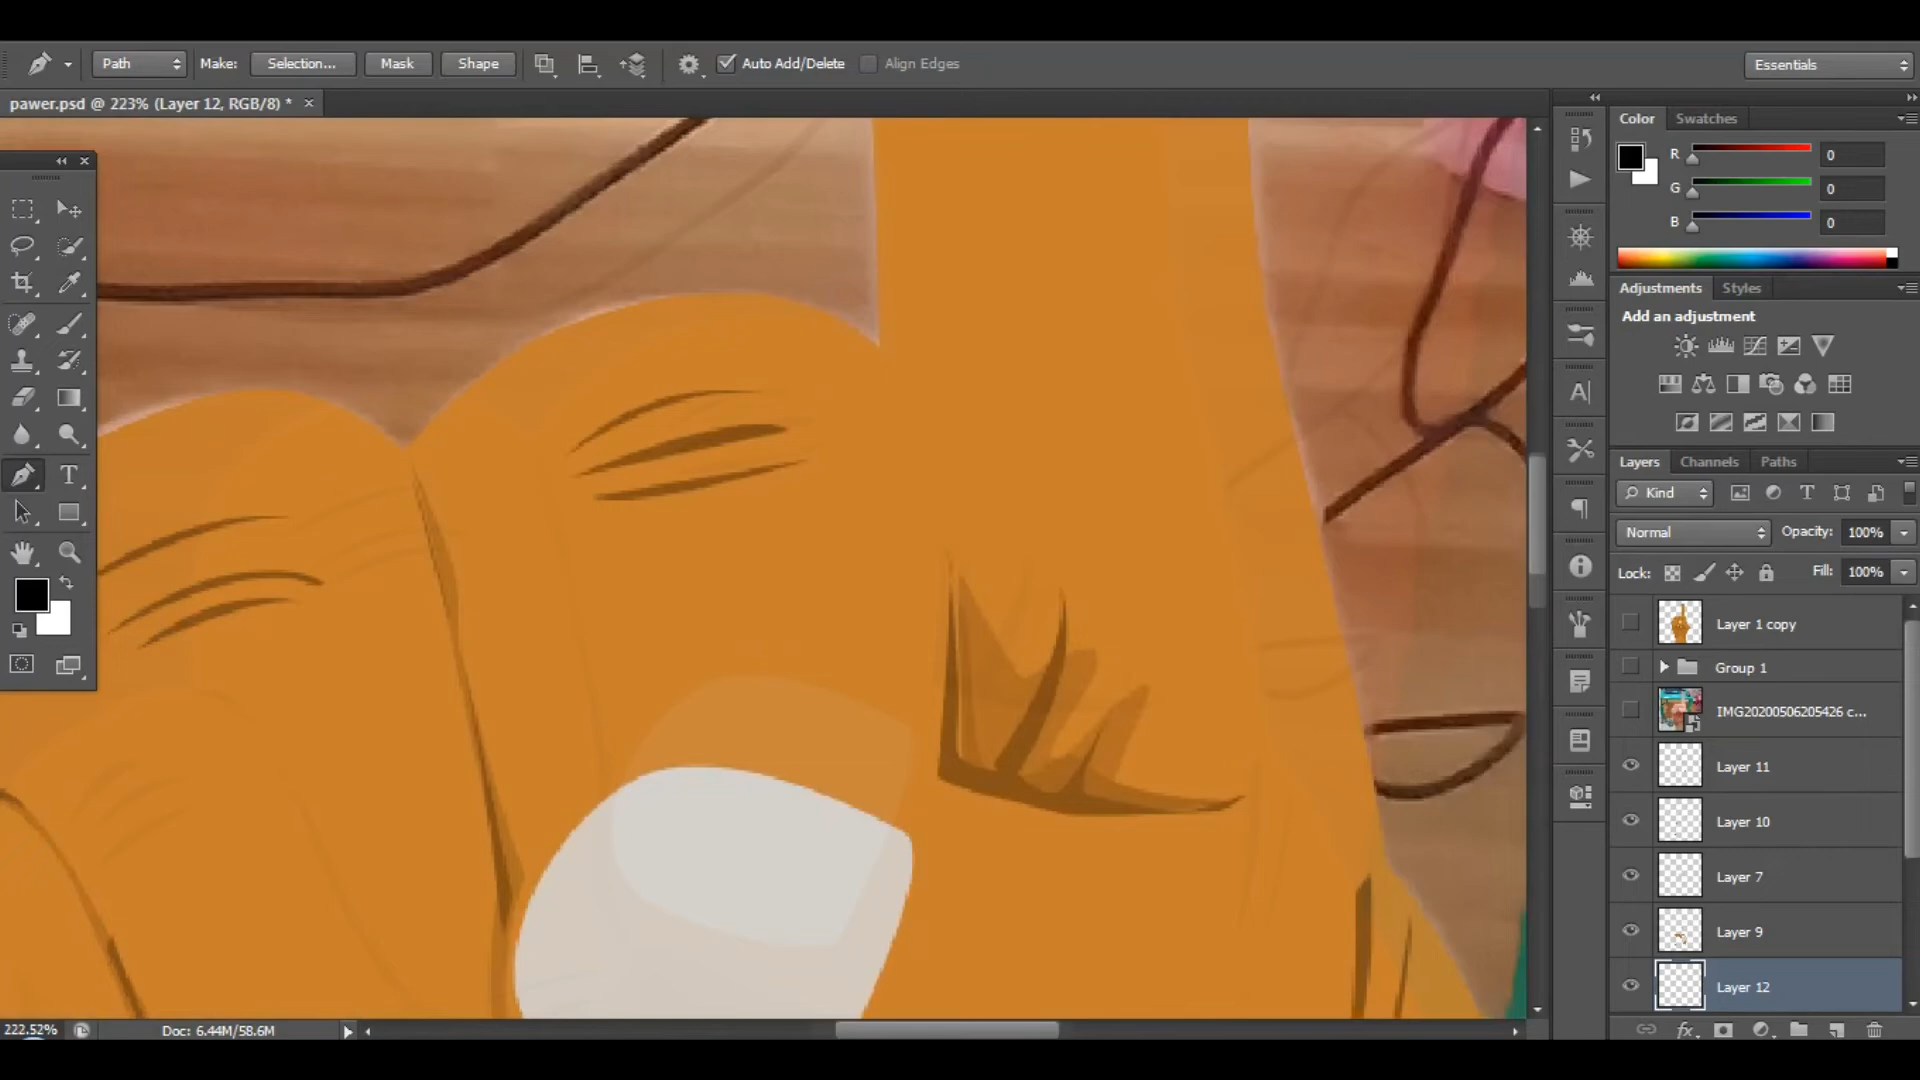 Path
Make:
Selection...
Mask
Shape
Auto Add/Delete
Align Edges
Essentials
pawer.psd @ 223% (Layer 12, RGB/8) *
Color
Swatches
R
0
G
0
B
0
Adjustments
Styles
Add an adjustment
Layers
Channels
Paths
Kind
Normal
Opacity:
100%
Lock:
Fill:
100%
Layer 1 copy
Group 1
IMG20200506205426 c...
Layer 11
Layer 10
Layer 7
Layer 9
Layer 12
222.52%
Doc: 6.44M/58.6M